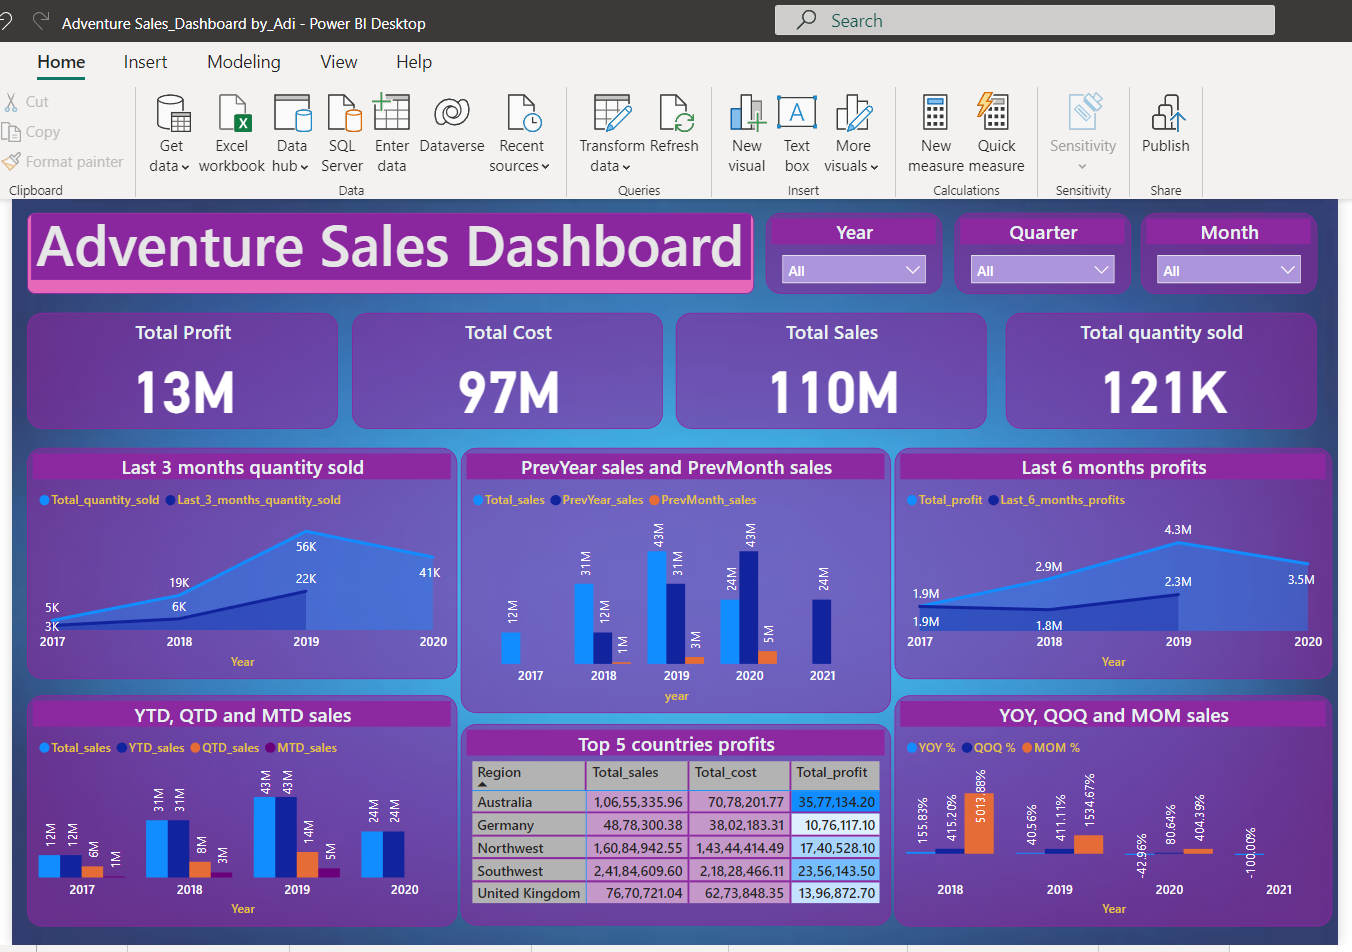 Adventure Sales_Dashboard by_Adi - Power BI Desktop
Search
Home Insert Modeling View Help
Cut
Copy
Format painter
Clipboard
Get data
Excel workbook
Data hub
SQL Server
Enter data
Dataverse
Recent sources
Data
Transform data
Refresh
Queries
New visual
Text box
More visuals
Insert
New measure
Quick measure
Calculations
Sensitivity
Sensitivity
Publish
Share
Adventure Sales Dashboard
Year
All
Quarter
All
Month
All
Total Profit
13M
Total Cost
97M
Total Sales
110M
Total quantity sold
121K
Last 3 months quantity sold
Total_quantity_sold Last_3_months_quantity_sold
5K 19K 56K 41K
3K 6K 22K
2017 2018 2019 2020
Year
PrevYear sales and PrevMonth sales
Total_sales PrevYear_sales PrevMonth_sales
12M 31M 12M 1M 43M 31M 3M 24M 43M 5M 24M
2017 2018 2019 2020 2021
year
Last 6 months profits
Total_profit Last_6_months_profits
1.9M 2.9M 4.3M 3.5M
1.9M 1.8M 2.3M
2017 2018 2019 2020
Year
YTD, QTD and MTD sales
Total_sales YTD_sales QTD_sales MTD_sales
12M 12M 6M 1M 31M 31M 8M 3M 43M 43M 14M 5M 24M 24M
2017 2018 2019 2020
Year
Top 5 countries profits
Region Total_sales Total_cost Total_profit
Australia 1,06,55,335.96 70,78,201.77 35,77,134.20
Germany 48,78,300.38 38,02,183.31 10,76,117.10
Northwest 1,60,84,942.55 1,43,44,414.49 17,40,528.10
Southwest 2,41,84,609.60 2,18,28,466.11 23,56,143.50
United Kingdom 76,70,721.04 62,73,848.35 13,96,872.70
YOY, QOQ and MOM sales
YOY % QOQ % MOM %
155.83% 415.20% 5013.88% 40.56% 411.11% 1534.67% -42.96% 80.64% 404.39% -100.00%
2018 2019 2020 2021
Year